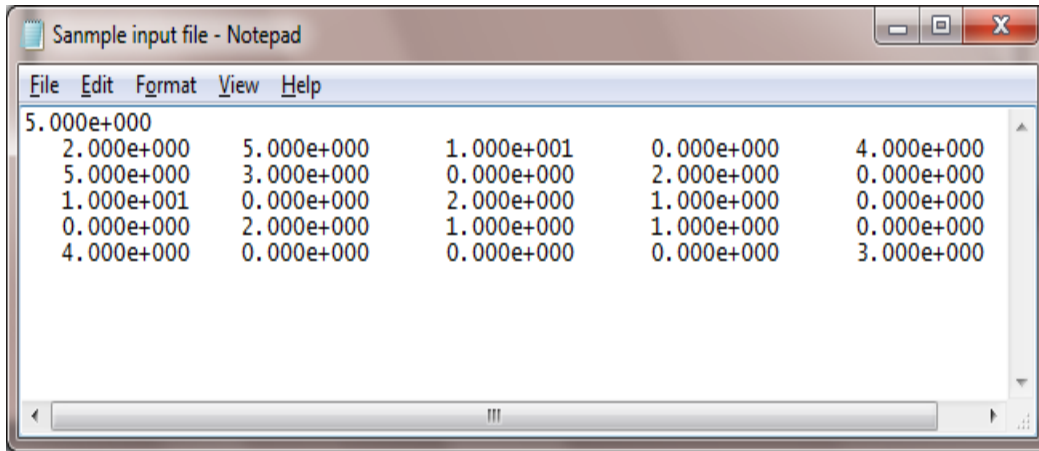 Sanmple input file - Notepad
File Edit Format View Help
5.000e+000
2.000e+000 5.000e+000 1.000e+001 0.000e+000 4.000e+000
5.000e+000 3.000e+000 0.000e+000 2.000e+000 0.000e+000
1.000e+001 0.000e+000 2.000e+000 1.000e+000 0.000e+000
0.000e+000 2.000e+000 1.000e+000 1.000e+000 0.000e+000
4.000e+000 0.000e+000 0.000e+000 0.000e+000 3.000e+000